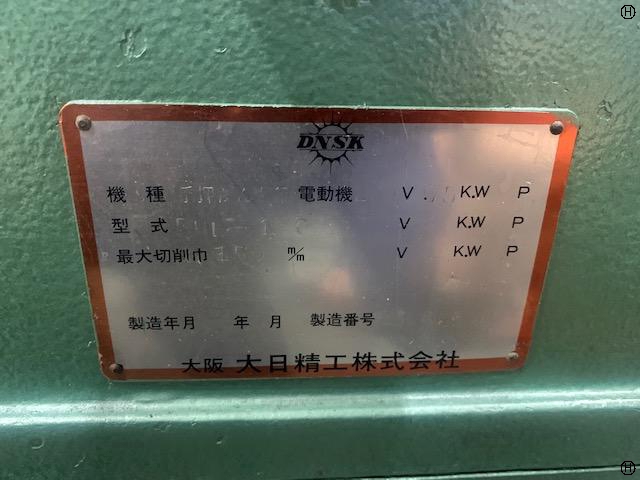 DNSK
機種 電動機 V K.W P
型式 V K.W P
最大切削巾 m/m V K.W P
製造年月 年 月 製造番号
大阪 大日精工株式会社